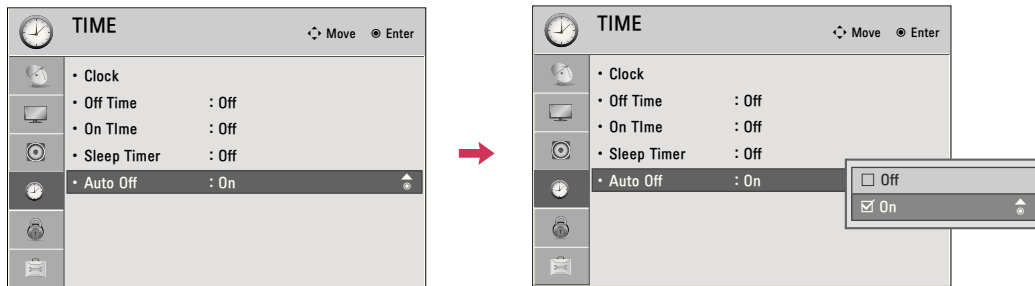 TIME
Move Enter
• Clock
• Off Time : Off
• On TIme : Off
• Sleep Timer : Off
• Auto Off : On
TIME
Move Enter
• Clock
• Off Time : Off
• On TIme : Off
• Sleep Timer : Off
• Auto Off : On
Off
On